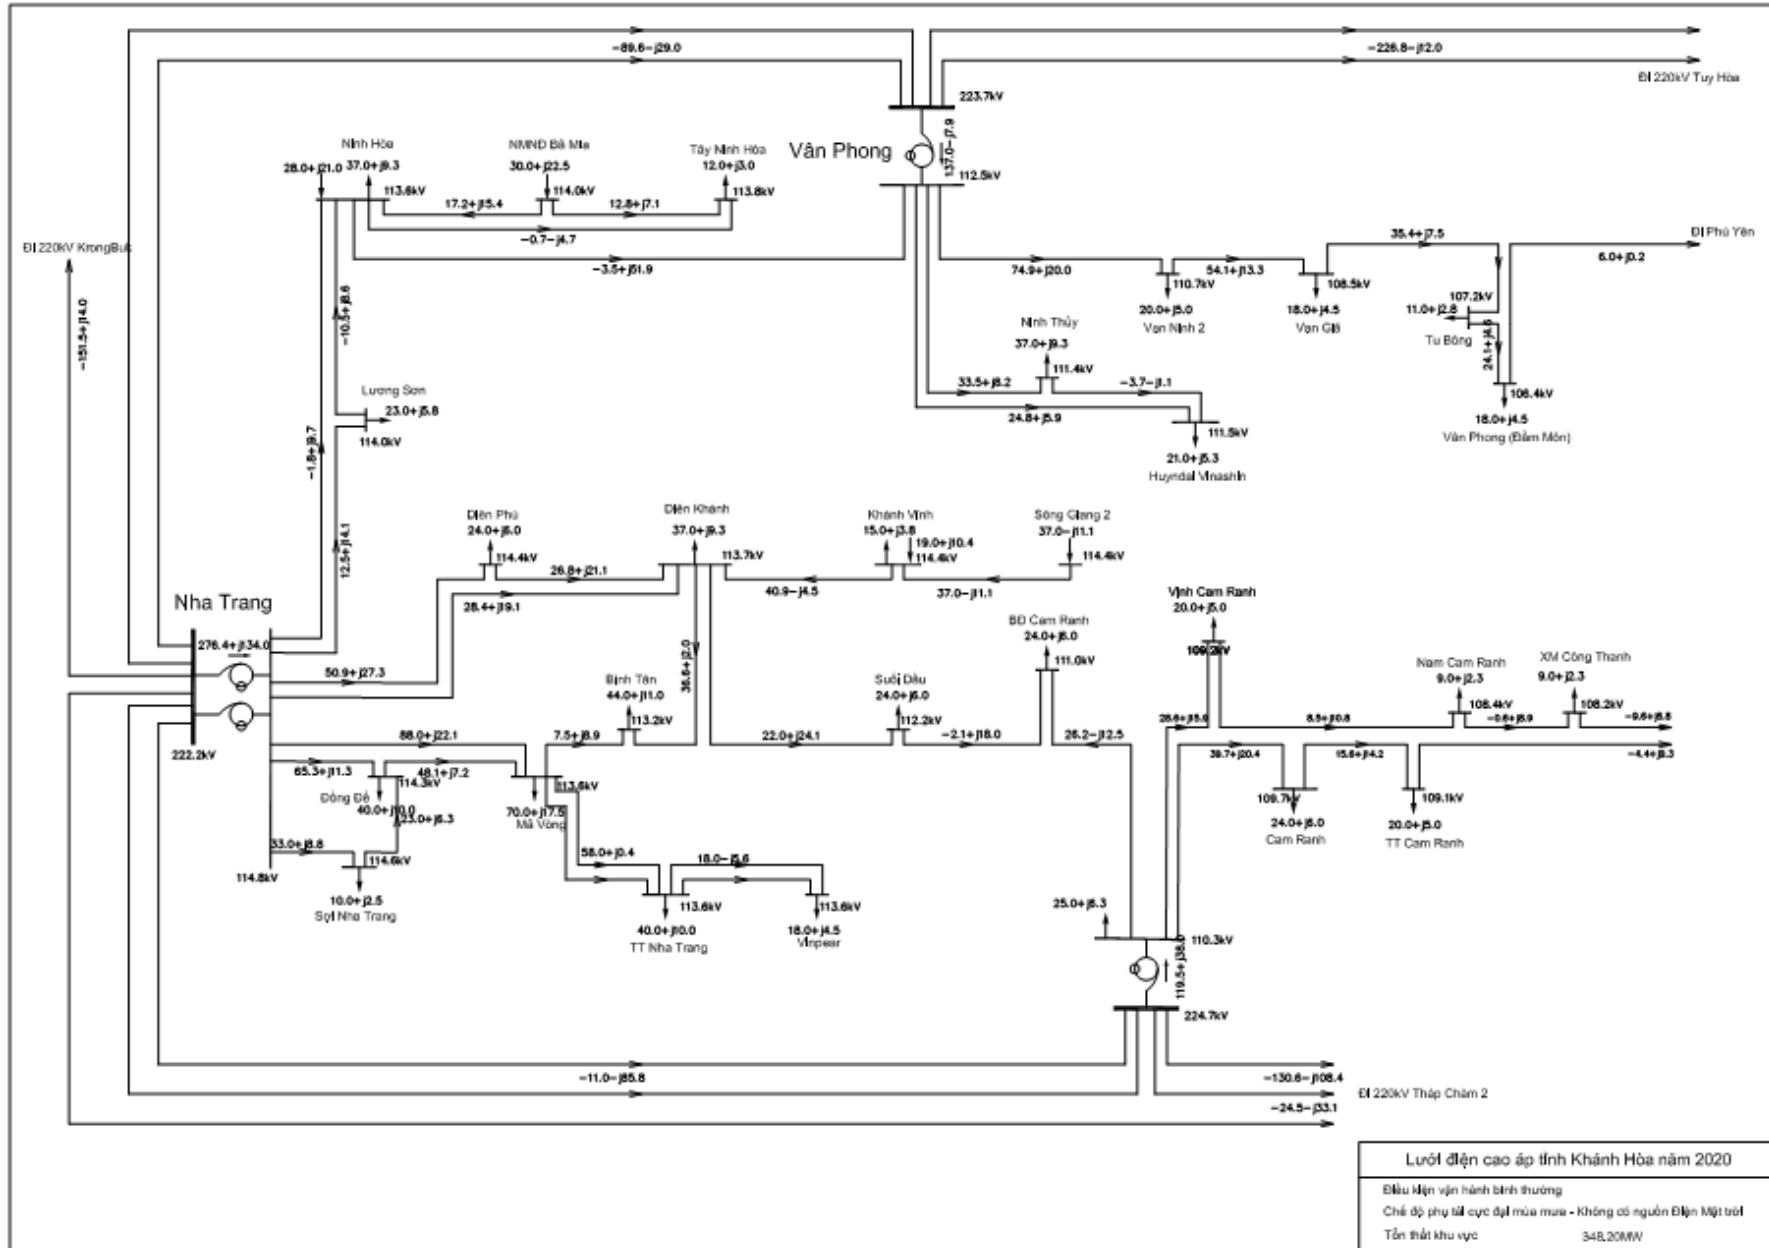 -89.6-j29.0
-226.8-j12.0
Đi 220kV Tuy Hòa
223.7kV
137.0-j7.9
Vân Phong
112.5kV
Ninh Hòa
37.0+j9.3
28.0+j21.0
113.6kV
NMNĐ Bà Mía
30.0+j22.5
114.0kV
Tây Ninh Hòa
12.0+j3.0
113.8kV
17.2+j15.4
12.8+j7.1
-0.7-j4.7
-3.5+j51.9
Đi 220kV KrongBuk
-151.5+j14.0
74.9+j20.0
110.7kV
20.0+j5.0
Vạn Ninh 2
54.1+j13.3
108.5kV
18.0+j4.5
Vạn Giã
35.4+j7.5
Đi Phú Yên
6.0+j0.2
107.2kV
11.0+j2.8
Tu Bông
24.1+j4.6
106.4kV
18.0+j4.5
Vân Phong (Đầm Môn)
Ninh Thủy
37.0+j9.3
111.4kV
33.5+j8.2
-3.7-j1.1
24.8+j5.9
111.5kV
21.0+j5.3
Huyndai Vinashin
-10.5+j8.6
-1.8+j9.7
Lương Sơn
23.0+j5.8
114.0kV
12.5+j14.1
Diên Phú
24.0+j6.0
114.4kV
Diên Khánh
37.0+j9.3
113.7kV
Khánh Vĩnh
15.0+j3.8
19.0+j10.4
114.4kV
Sông Giang 2
37.0-j11.1
114.4kV
26.8+j21.1
28.4+j19.1
40.9-j4.5
37.0-j11.1
Nha Trang
276.4+j134.0
50.9+j27.3
222.2kV
36.6+j2.0
Bình Tân
44.0+j11.0
113.2kV
Suối Dầu
24.0+j6.0
112.2kV
BĐ Cam Ranh
24.0+j6.0
111.0kV
88.0+j22.1
7.5+j8.9
22.0+j24.1
-2.1+j18.0
26.2-j12.5
65.3+j11.3
48.1+j7.2
114.3kV
Đồng Đế
40.0+j10.0
23.0+j6.3
113.6kV
70.0+j17.5
Mã Vòng
33.0+j8.8
114.6kV
10.0+j2.5
Sợi Nha Trang
114.8kV
58.0+j0.4
18.0-j5.6
113.6kV
40.0+j10.0
TT Nha Trang
113.6kV
18.0+j4.5
Vinpear
Vịnh Cam Ranh
20.0+j5.0
109.2kV
28.6+j15.9
8.5+j10.8
Nam Cam Ranh
9.0+j2.3
108.4kV
-0.6+j8.9
XM Công Thanh
9.0+j2.3
108.2kV
-9.6+j6.8
39.7+j20.4
15.6+j14.2
-4.4+j9.3
109.7kV
24.0+j6.0
Cam Ranh
109.1kV
20.0+j5.0
TT Cam Ranh
25.0+j6.3
110.3kV
119.5+j38.0
224.7kV
-11.0-j85.8
-130.6-j108.4
Đi 220kV Tháp Chàm 2
-24.5-j33.1
Lưới điện cao áp tỉnh Khánh Hòa năm 2020
Điều kiện vận hành bình thường
Chế độ phụ tải cực đại mùa mưa - Không có nguồn Điện Mặt trời
Tổn thất khu vực 348.20MW